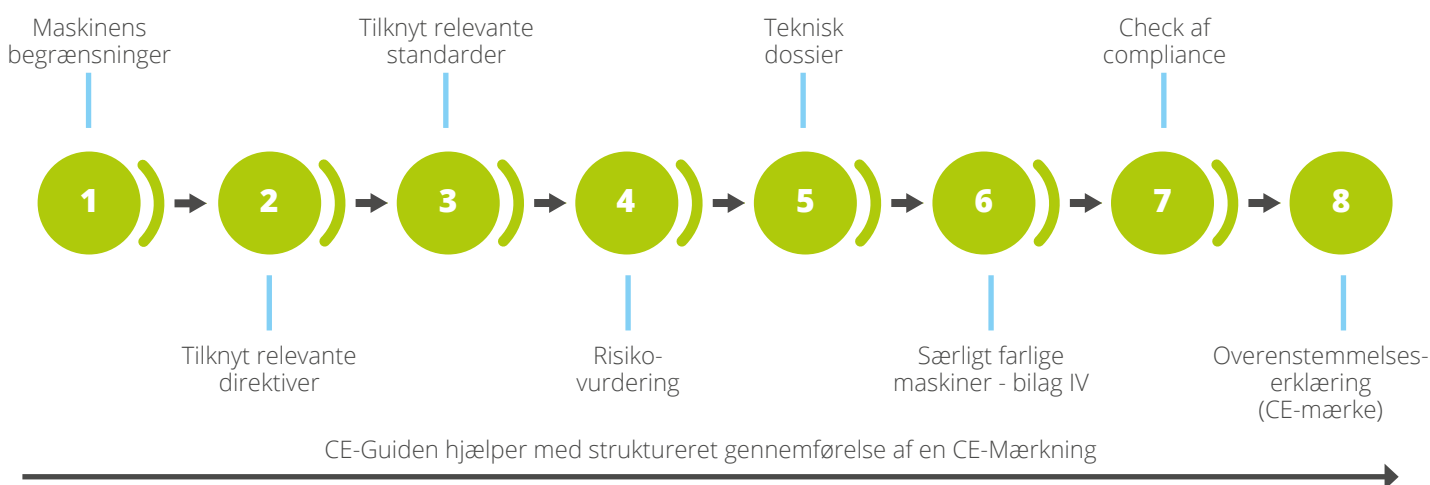 Maskinens
begrænsninger
Tilknyt relevante
standarder
Teknisk
dossier
Check af
compliance
1
2
3
4
5
6
7
8
Tilknyt relevante
direktiver
Risiko-
vurdering
Særligt farlige
maskiner - bilag IV
Overenstemmelses-
erklæring
(CE-mærke)
CE-Guiden hjælper med struktureret gennemførelse af en CE-Mærkning